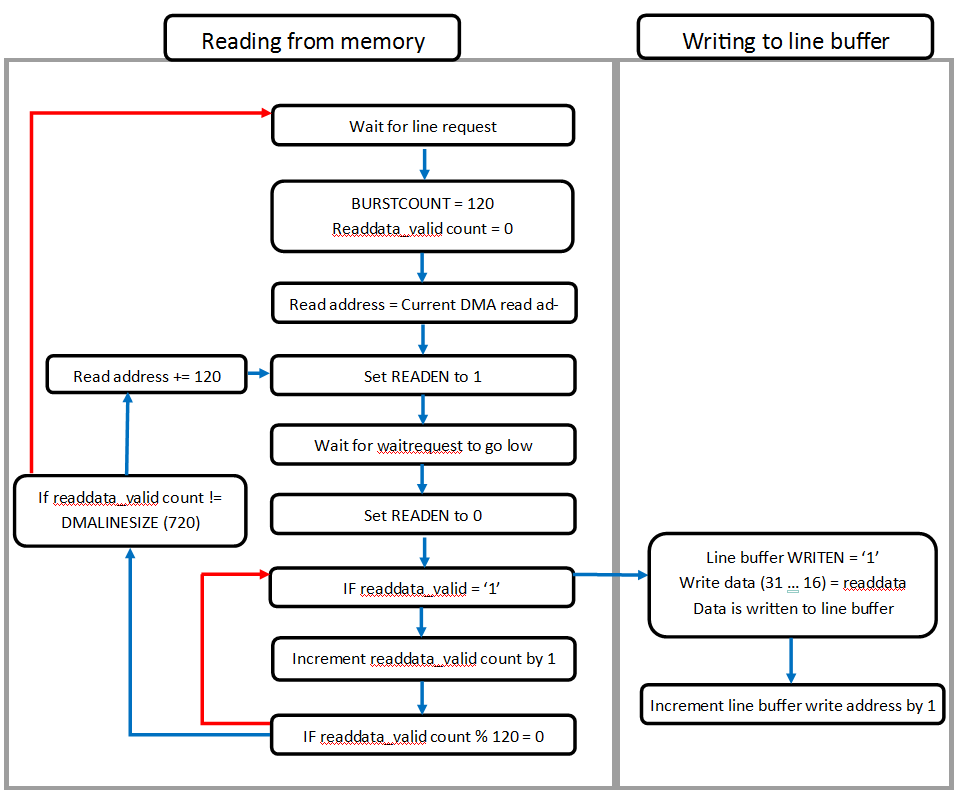 Reading from memory
Writing to line buffer
Wait for line request
BURSTCOUNT = 120
Readdata_valid count = 0
Read address = Current DMA read ad-
Read address += 120
Set READEN to 1
Wait for waitrequest to go low
If readdata_valid count !=
DMALINESIZE (720)
Set READEN to 0
IF readdata_valid = ‘1’
Line buffer WRITEN = ‘1’
Write data (31 ... 16) = readdata
Data is written to line buffer
Increment readdata_valid count by 1
Increment line buffer write address by 1
IF readdata_valid count % 120 = 0